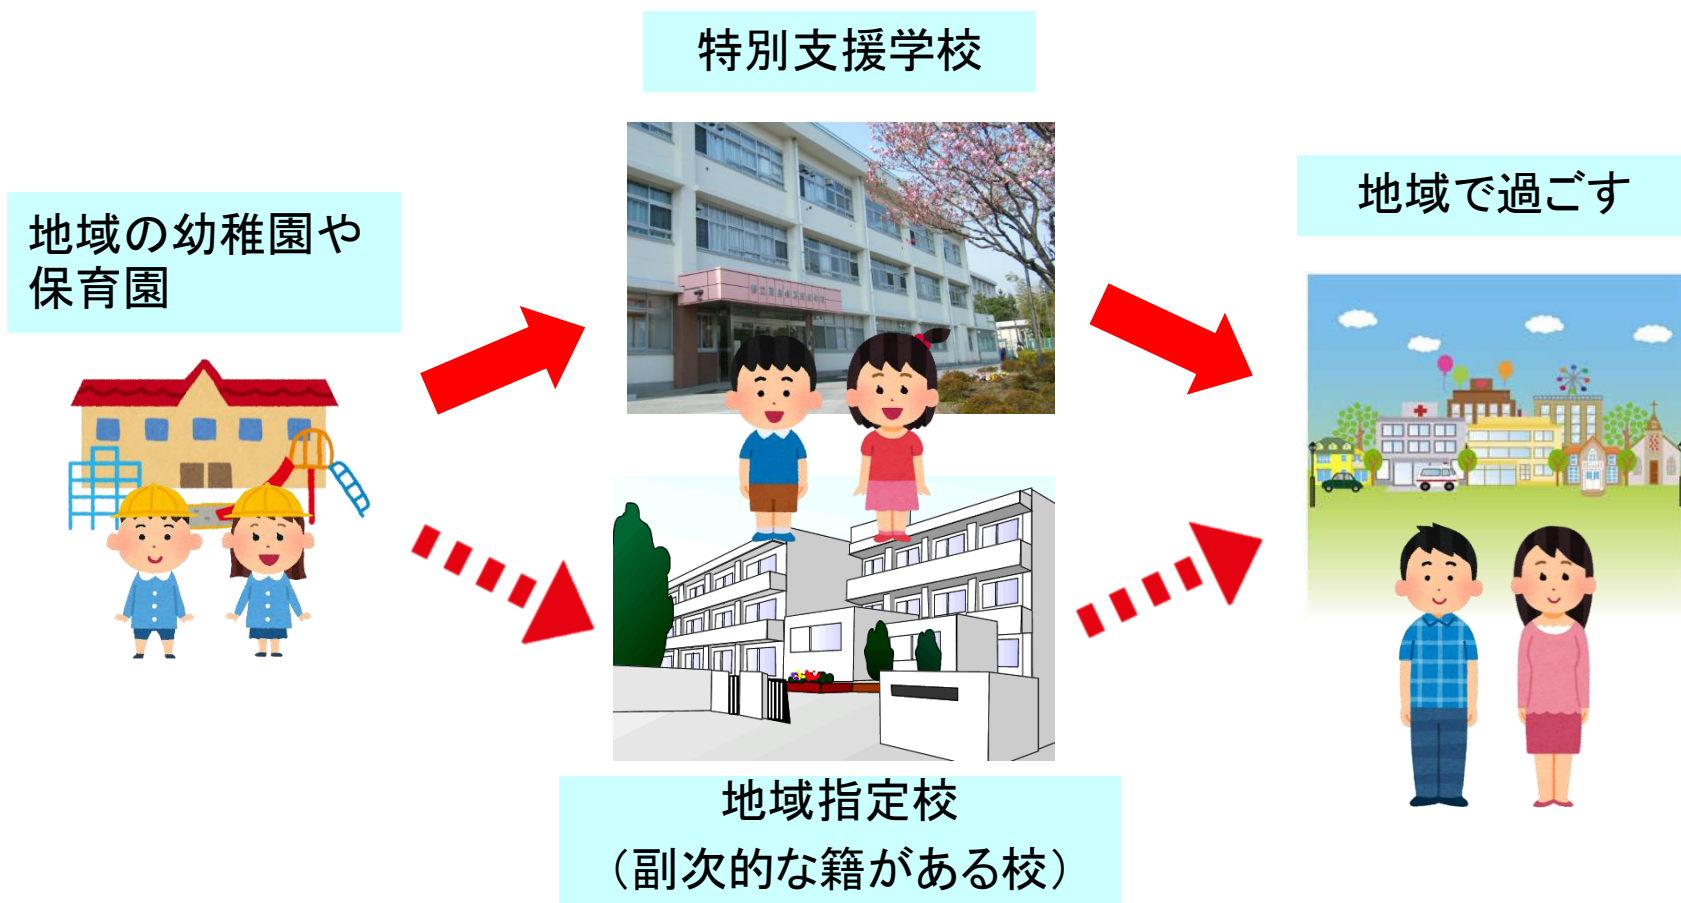 特別支援学校
地域の幼稚園や
保育園
地域で過ごす
地域指定校
（副次的な籍がある校）